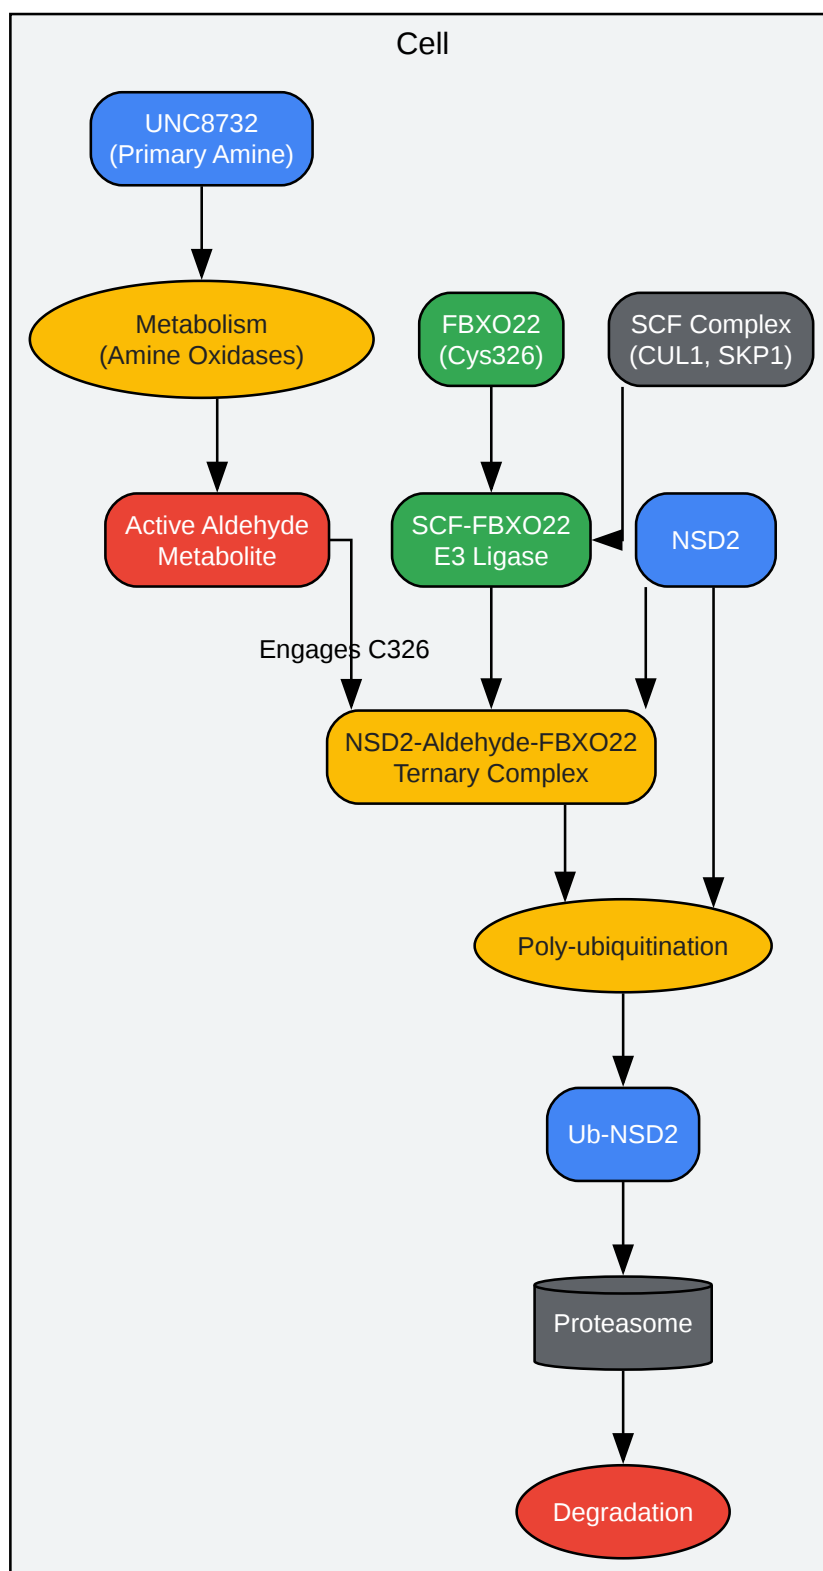 Cell
UNC8732
(Primary Amine)
Metabolism
(Amine Oxidases)
FBXO22
(Cys326)
SCF Complex
(CUL1, SKP1)
Active Aldehyde
Metabolite
SCF-FBXO22
E3 Ligase
NSD2
Engages C326
NSD2-Aldehyde-FBXO22
Ternary Complex
Poly-ubiquitination
Ub-NSD2
Proteasome
Degradation